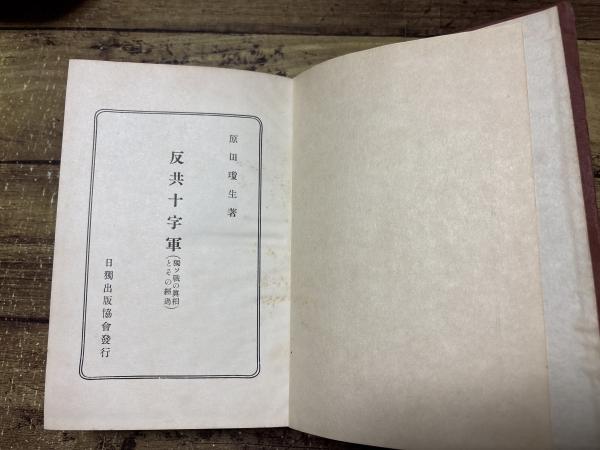 原田瓊生著
反共十字軍
(獨ソ戰の眞相
とその經過)
日獨出版協會發行